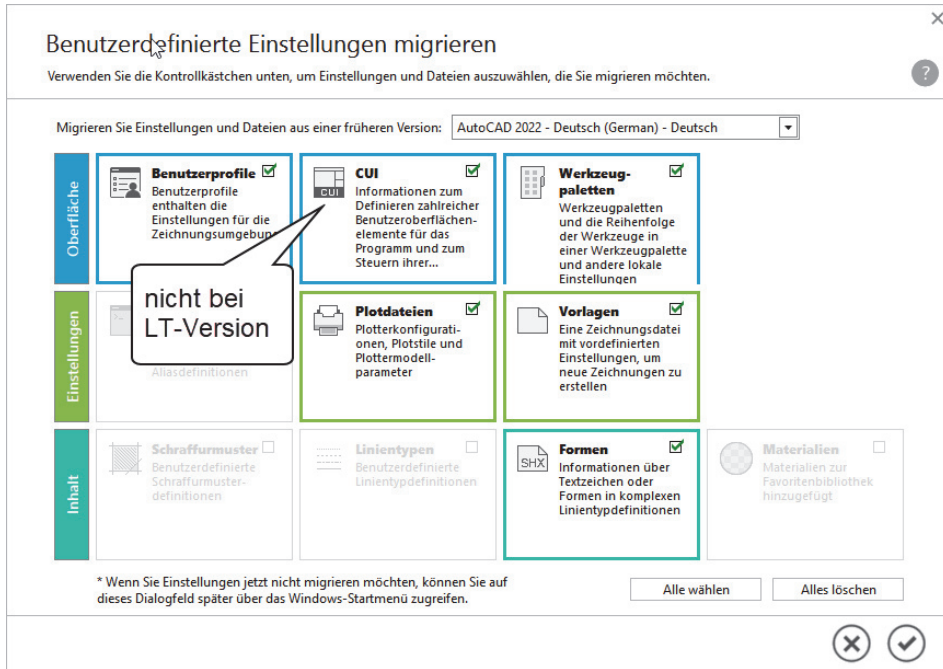 Benutzerdefinierte Einstellungen migrieren
Verwenden Sie die Kontrollkästchen unten, um Einstellungen und Dateien auszuwählen, die Sie migrieren möchten.
?
Migrieren Sie Einstellungen und Dateien aus einer früheren Version:
AutoCAD 2022 - Deutsch (German) - Deutsch
Oberfläche
Benutzerprofile
Benutzerprofile
enthalten die
Einstellungen für die
Zeichnungsumgebung
CUI
CUI
Informationen zum
Definieren zahlreicher
Benutzeroberflächen-
elemente für das
Programm und zum
Steuern ihrer...
Werkzeug-
paletten
Werkzeugpaletten
und die Reihenfolge
der Werkzeuge in
einer Werkzeugpalette
und andere lokale
Einstellungen
nicht bei
LT-Version
Einstellungen
Aliasdefinitionen
Plotdateien
Plotterkonfigurati-
onen, Plotstile und
Plottermodell-
parameter
Vorlagen
Eine Zeichnungsdatei
mit vordefinierten
Einstellungen, um
neue Zeichnungen zu
erstellen
Inhalt
Schraffurmuster
Benutzerdefinierte
Schraffurmuster-
definitionen
Linientypen
Benutzerdefinierte
Linientypdefinitionen
SHX
Formen
Informationen über
Textzeichen oder
Formen in komplexen
Linientypdefinitionen
Materialien
Materialien zur
Favoritenbibliothek
hinzugefügt
* Wenn Sie Einstellungen jetzt nicht migrieren möchten, können Sie auf
dieses Dialogfeld später über das Windows-Startmenü zugreifen.
Alle wählen
Alles löschen